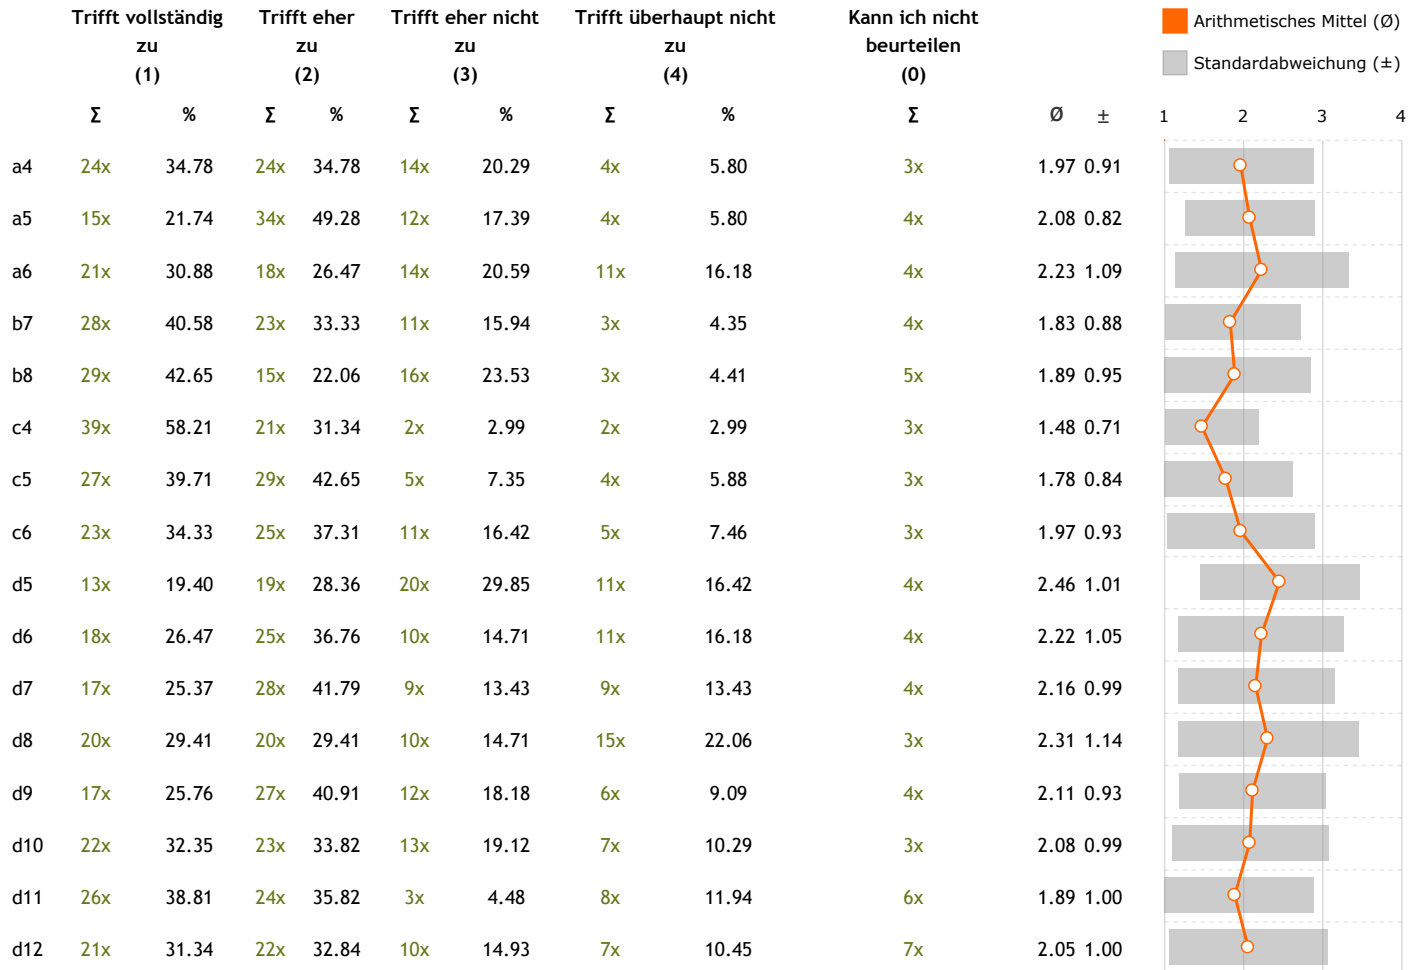 Trifft vollständig zu (1) Trifft eher zu (2) Trifft eher nicht zu (3) Trifft überhaupt nicht zu (4) Kann ich nicht beurteilen (0)
Arithmetisches Mittel (Ø)
Standardabweichung (±)
Σ % Σ % Σ % Σ % Σ Ø ± 1 2 3 4
a4 24x 34.78 24x 34.78 14x 20.29 4x 5.80 3x 1.97 0.91
a5 15x 21.74 34x 49.28 12x 17.39 4x 5.80 4x 2.08 0.82
a6 21x 30.88 18x 26.47 14x 20.59 11x 16.18 4x 2.23 1.09
b7 28x 40.58 23x 33.33 11x 15.94 3x 4.35 4x 1.83 0.88
b8 29x 42.65 15x 22.06 16x 23.53 3x 4.41 5x 1.89 0.95
c4 39x 58.21 21x 31.34 2x 2.99 2x 2.99 3x 1.48 0.71
c5 27x 39.71 29x 42.65 5x 7.35 4x 5.88 3x 1.78 0.84
c6 23x 34.33 25x 37.31 11x 16.42 5x 7.46 3x 1.97 0.93
d5 13x 19.40 19x 28.36 20x 29.85 11x 16.42 4x 2.46 1.01
d6 18x 26.47 25x 36.76 10x 14.71 11x 16.18 4x 2.22 1.05
d7 17x 25.37 28x 41.79 9x 13.43 9x 13.43 4x 2.16 0.99
d8 20x 29.41 20x 29.41 10x 14.71 15x 22.06 3x 2.31 1.14
d9 17x 25.76 27x 40.91 12x 18.18 6x 9.09 4x 2.11 0.93
d10 22x 32.35 23x 33.82 13x 19.12 7x 10.29 3x 2.08 0.99
d11 26x 38.81 24x 35.82 3x 4.48 8x 11.94 6x 1.89 1.00
d12 21x 31.34 22x 32.84 10x 14.93 7x 10.45 7x 2.05 1.00